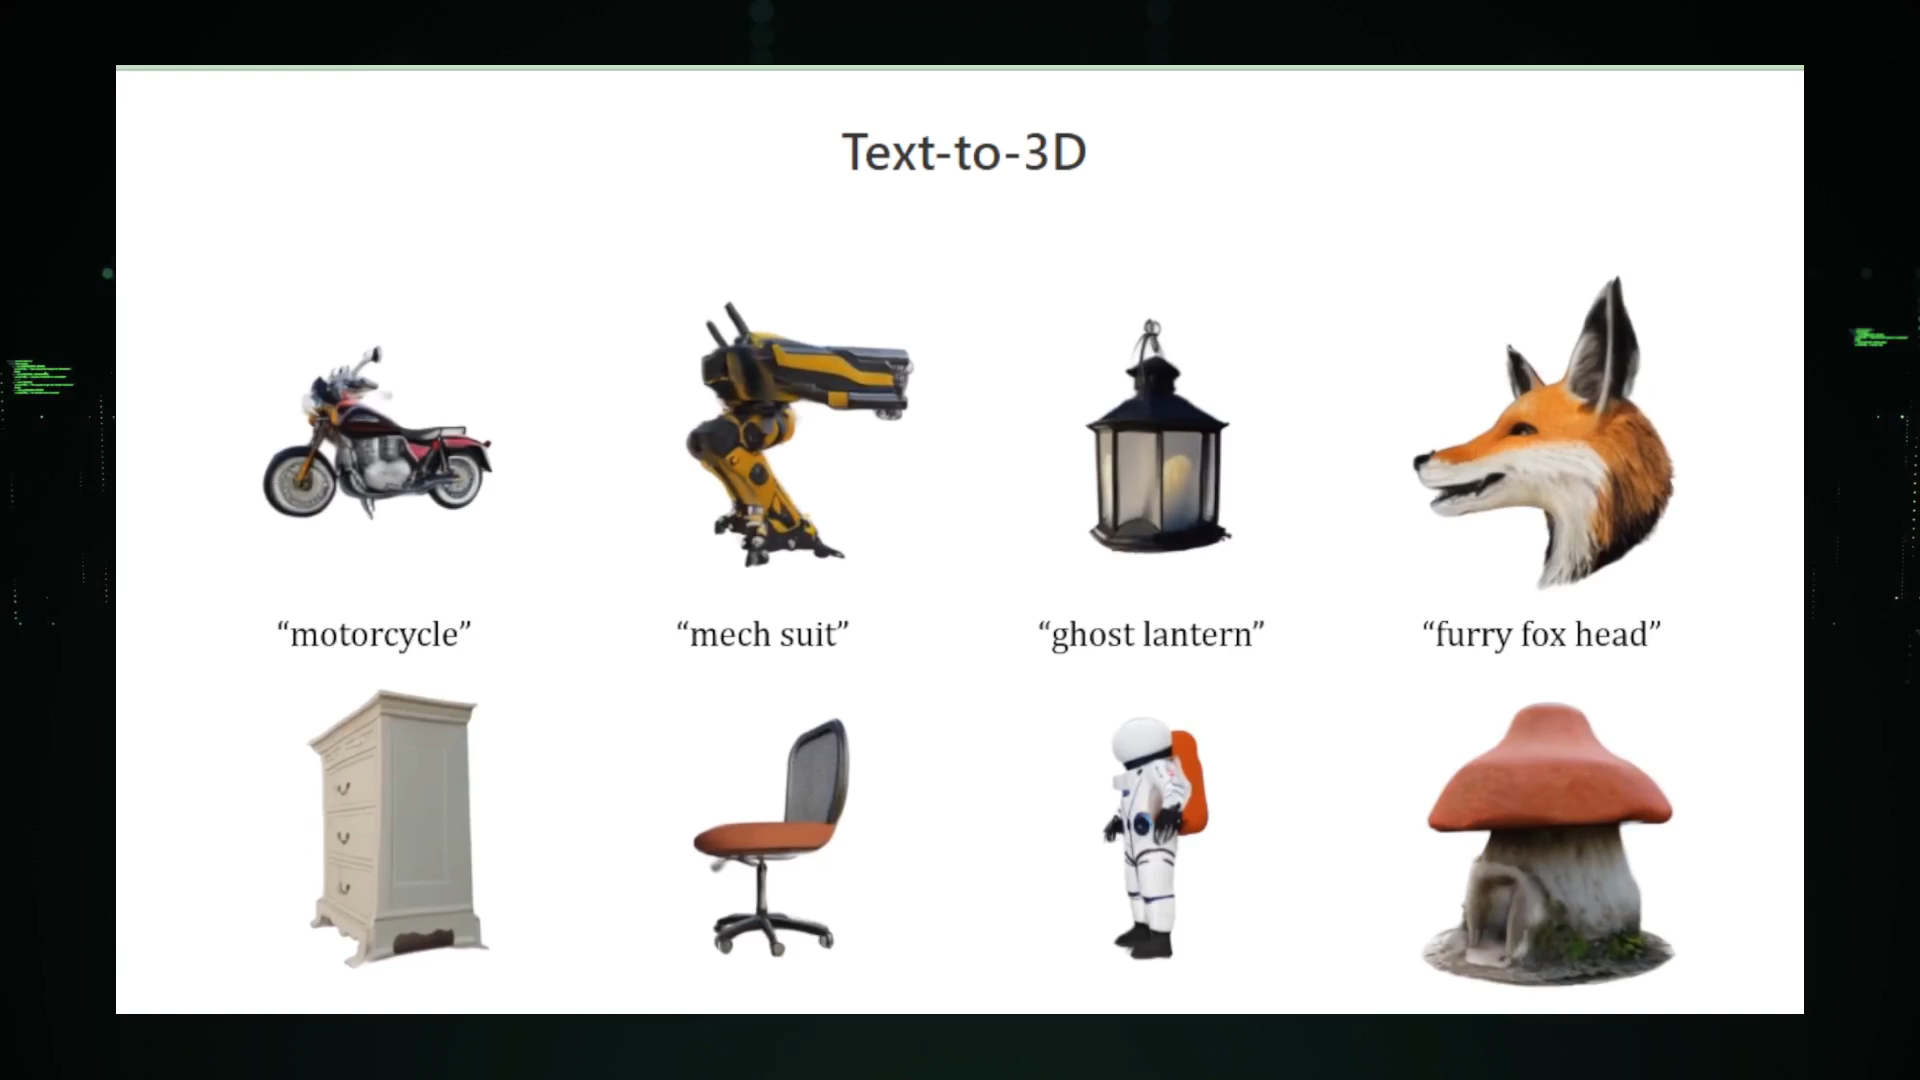 Text-to-3D
“motorcycle”
“mech suit”
“ghost lantern”
“furry fox head”